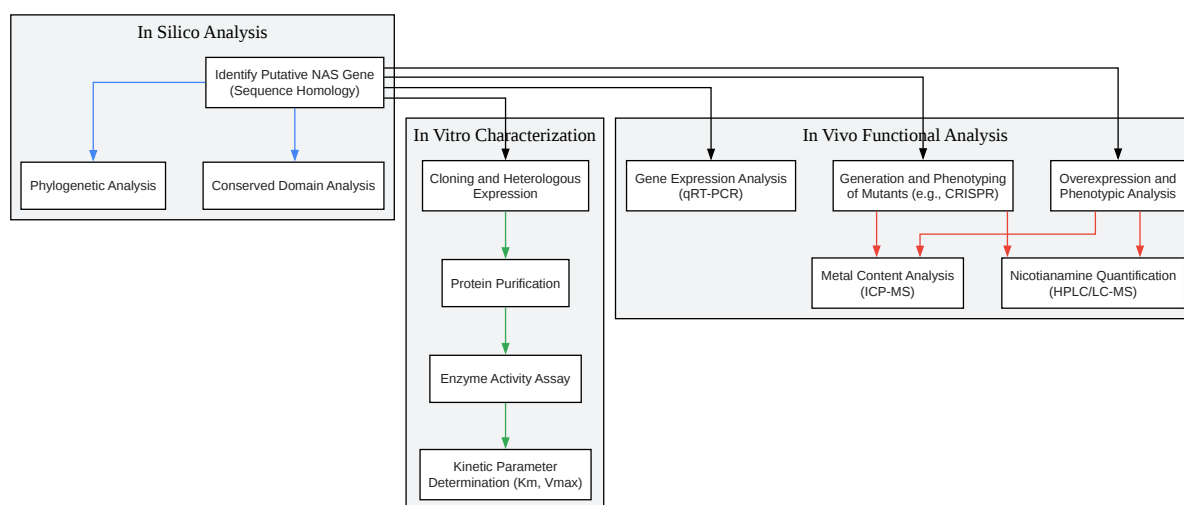 In Silico Analysis
Identify Putative NAS Gene
(Sequence Homology)
Phylogenetic Analysis
Conserved Domain Analysis
In Vitro Characterization
Cloning and Heterologous
Expression
Protein Purification
Enzyme Activity Assay
Kinetic Parameter
Determination (Km, Vmax)
In Vivo Functional Analysis
Gene Expression Analysis
(qRT-PCR)
Generation and Phenotyping
of Mutants (e.g., CRISPR)
Overexpression and
Phenotypic Analysis
Metal Content Analysis
(ICP-MS)
Nicotianamine Quantification
(HPLC/LC-MS)